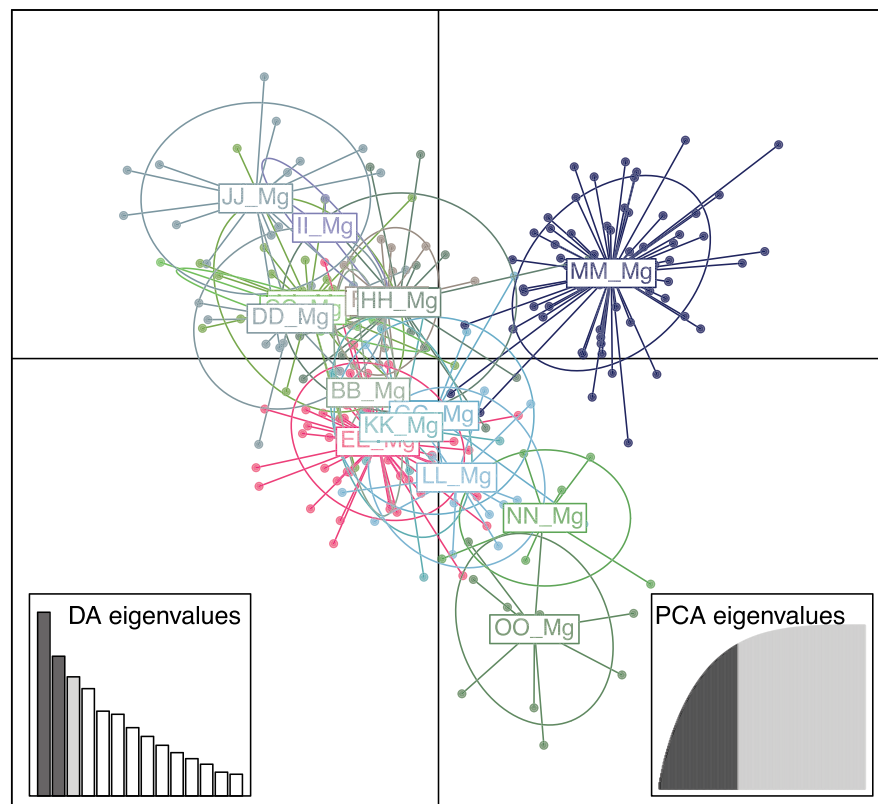 JJ_Mg
II_Mg
MM_Mg
HH_Mg
DD_Mg
BB_Mg
KK_Mg
LL_Mg
NN_Mg
OO_Mg
DA eigenvalues
PCA eigenvalues